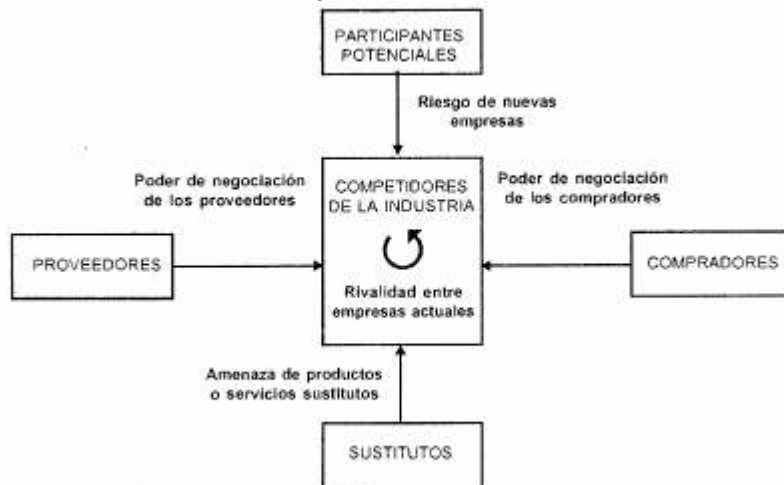 PARTICIPANTES
POTENCIALES
Riesgo de nuevas
empresas
Poder de negociación
de los proveedores
COMPETIDORES
DE LA INDUSTRIA
Poder de negociación
de los compradores
PROVEEDORES
COMPRADORES
Rivalidad entre
empresas actuales
Amenaza de productos
o servicios sustitutos
SUSTITUTOS